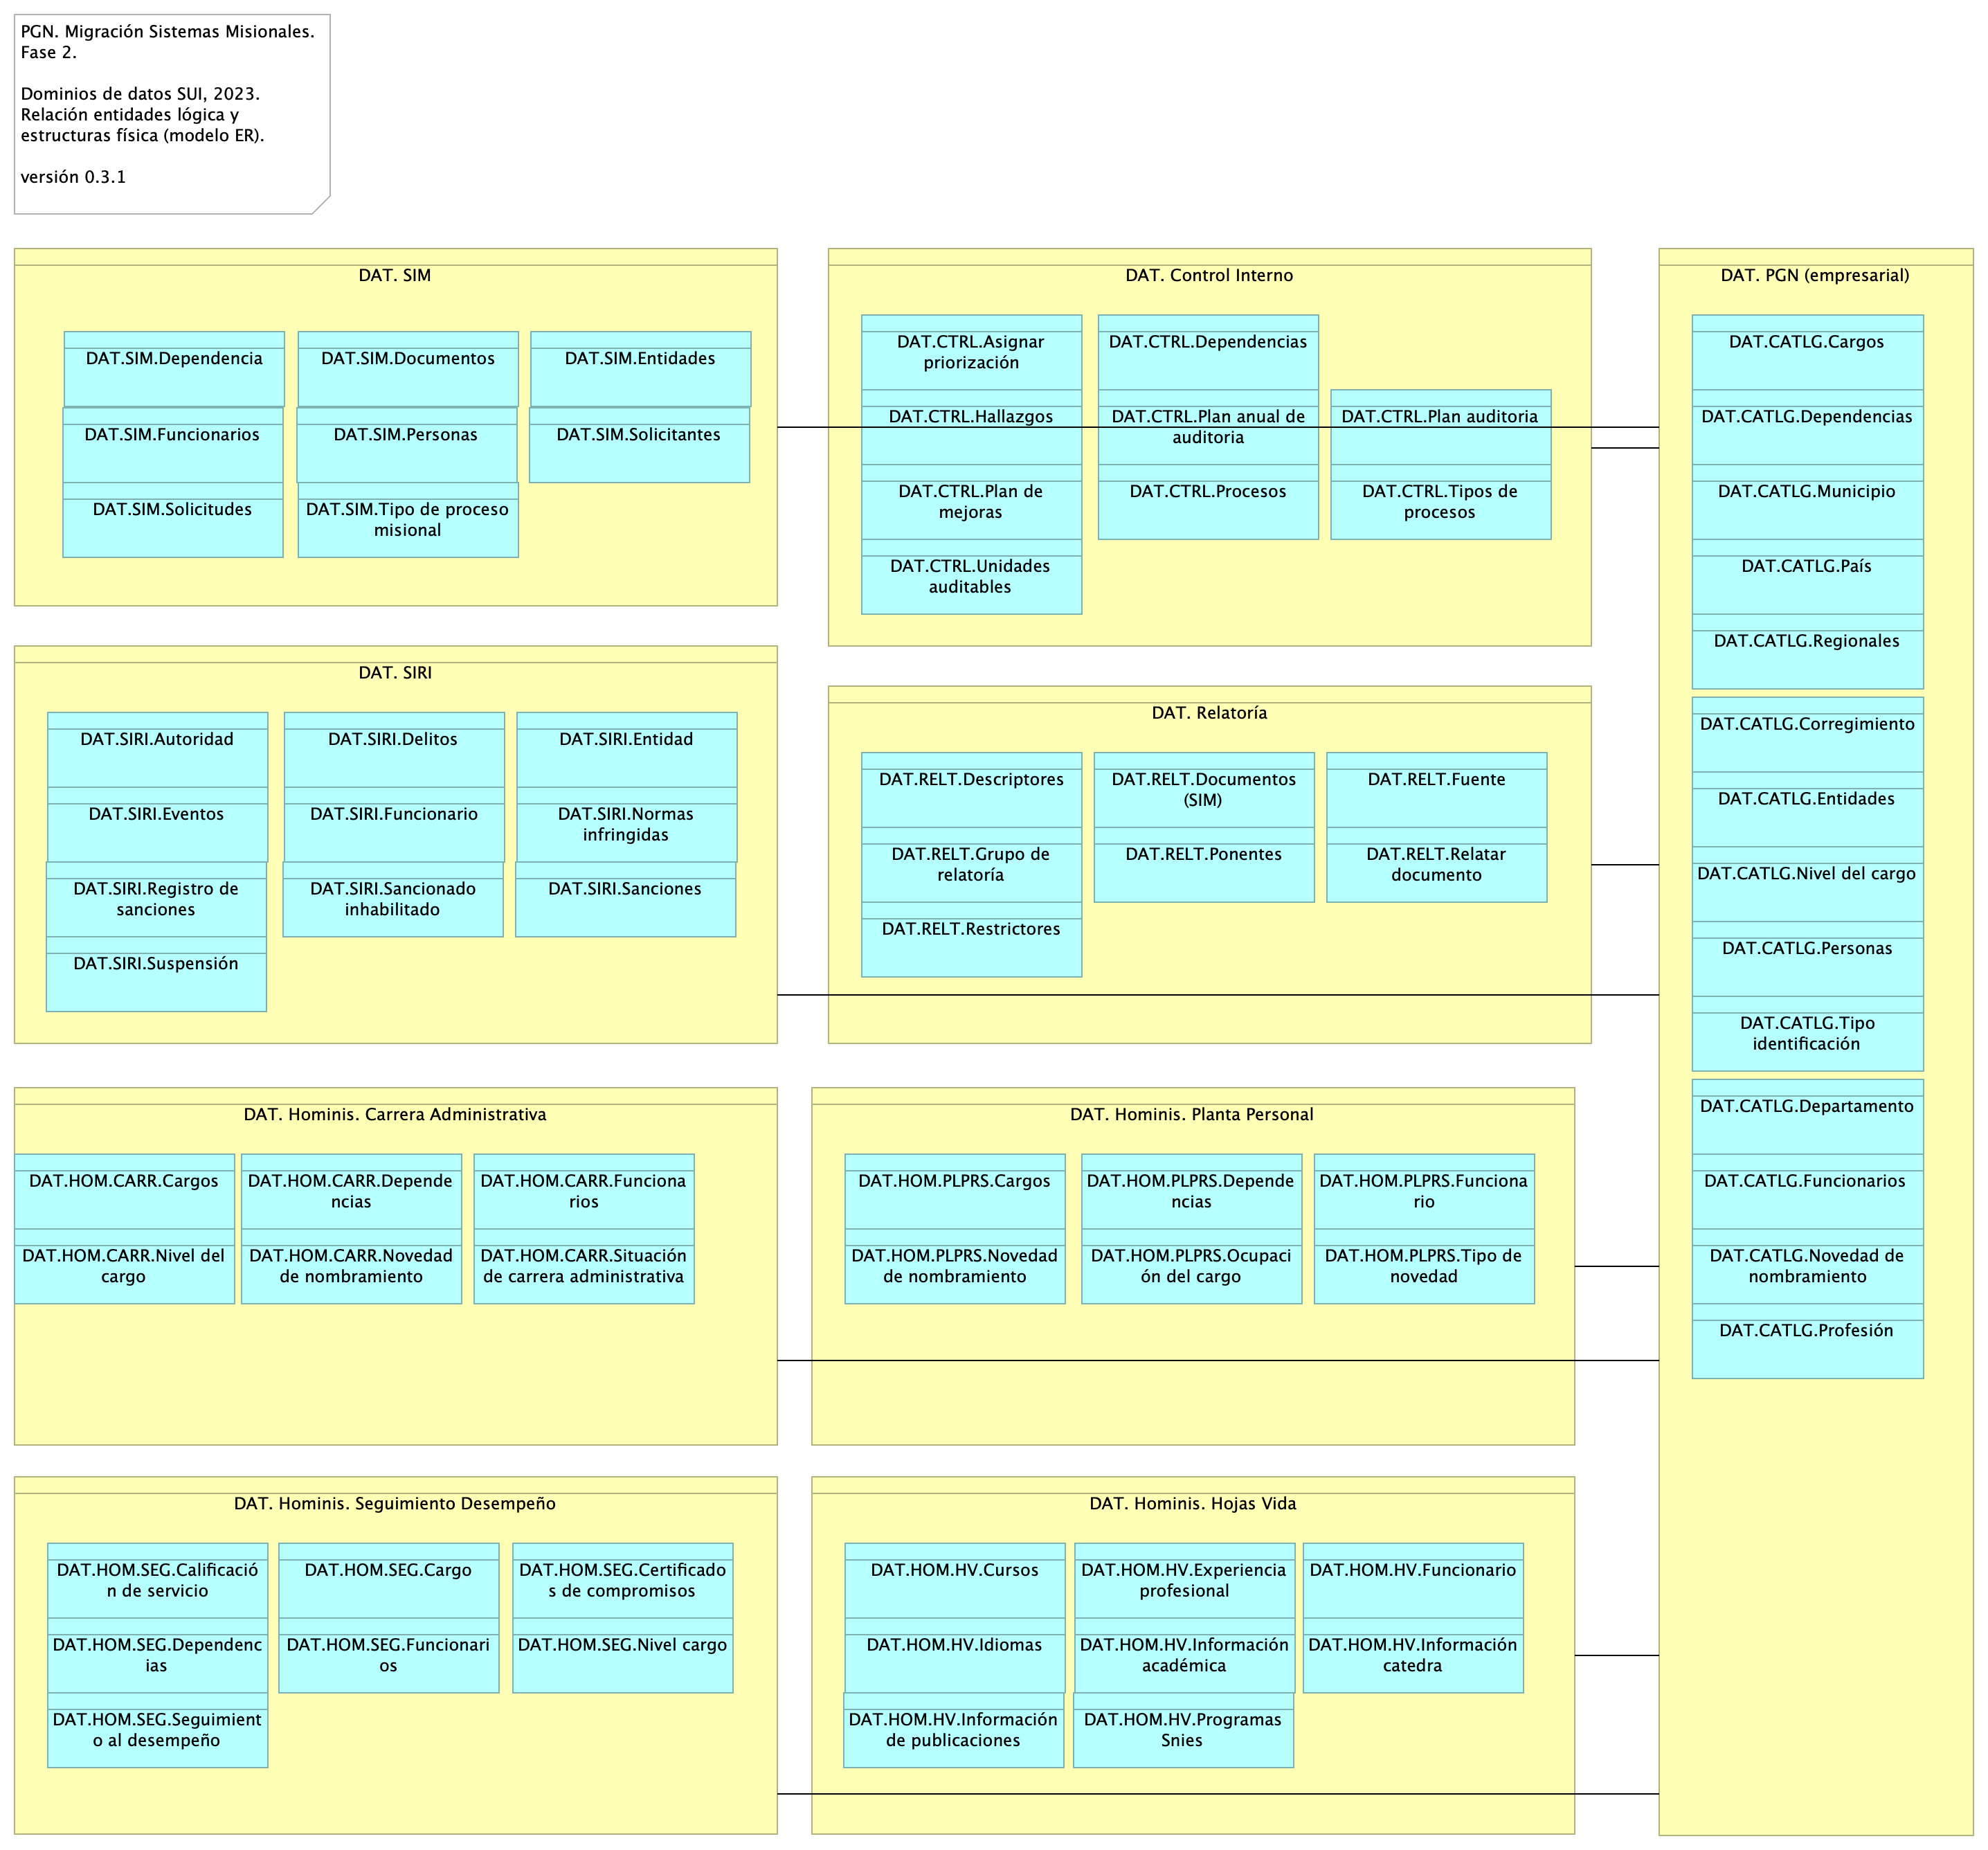 PGN. Migración Sistemas Misionales.
Fase 2.
Dominios de datos SUI, 2023.
Relación entidades lógica y
estructuras física (modelo ER).
versión 0.3.1
DAT. SIM
DAT.SIM.Dependencia
DAT.SIM.Documentos
DAT.SIM.Entidades
DAT.SIM.Funcionarios
DAT.SIM.Personas
DAT.SIM.Solicitantes
DAT.SIM.Solicitudes
DAT.SIM.Tipo de proceso
misional
DAT. Control Interno
DAT.CTRL.Asignar
priorización
DAT.CTRL.Dependencias
DAT.CTRL.Hallazgos
DAT.CTRL.Plan anual de
auditoria
DAT.CTRL.Plan auditoria
DAT.CTRL.Plan de
mejoras
DAT.CTRL.Procesos
DAT.CTRL.Tipos de
procesos
DAT.CTRL.Unidades
auditables
DAT. PGN (empresarial)
DAT.CATLG.Cargos
DAT.CATLG.Dependencias
DAT.CATLG.Municipio
DAT.CATLG.País
DAT.CATLG.Regionales
DAT.CATLG.Corregimiento
DAT.CATLG.Entidades
DAT.CATLG.Nivel del cargo
DAT.CATLG.Personas
DAT.CATLG.Tipo
identificación
DAT.CATLG.Departamento
DAT.CATLG.Funcionarios
DAT.CATLG.Novedad de
nombramiento
DAT.CATLG.Profesión
DAT. SIRI
DAT.SIRI.Autoridad
DAT.SIRI.Delitos
DAT.SIRI.Entidad
DAT.SIRI.Eventos
DAT.SIRI.Funcionario
DAT.SIRI.Normas
infringidas
DAT.SIRI.Registro de
sanciones
DAT.SIRI.Sancionado
inhabilitado
DAT.SIRI.Sanciones
DAT.SIRI.Suspensión
DAT. Relatoría
DAT.RELT.Descriptores
DAT.RELT.Documentos
(SIM)
DAT.RELT.Fuente
DAT.RELT.Grupo de
relatoría
DAT.RELT.Ponentes
DAT.RELT.Relatar
documento
DAT.RELT.Restrictores
DAT. Hominis. Carrera Administrativa
DAT.HOM.CARR.Cargos
DAT.HOM.CARR.Depende
ncias
DAT.HOM.CARR.Funciona
rios
DAT.HOM.CARR.Nivel del
cargo
DAT.HOM.CARR.Novedad
de nombramiento
DAT.HOM.CARR.Situación
de carrera administrativa
DAT. Hominis. Planta Personal
DAT.HOM.PLPRS.Cargos
DAT.HOM.PLPRS.Depende
ncias
DAT.HOM.PLPRS.Funciona
rio
DAT.HOM.PLPRS.Novedad
de nombramiento
DAT.HOM.PLPRS.Ocupaci
ón del cargo
DAT.HOM.PLPRS.Tipo de
novedad
DAT. Hominis. Seguimiento Desempeño
DAT.HOM.SEG.Calificació
n de servicio
DAT.HOM.SEG.Cargo
DAT.HOM.SEG.Certificado
s de compromisos
DAT.HOM.SEG.Dependenc
ias
DAT.HOM.SEG.Funcionari
os
DAT.HOM.SEG.Nivel cargo
DAT.HOM.SEG.Seguimient
o al desempeño
DAT. Hominis. Hojas Vida
DAT.HOM.HV.Cursos
DAT.HOM.HV.Experiencia
profesional
DAT.HOM.HV.Funcionario
DAT.HOM.HV.Idiomas
DAT.HOM.HV.Información
académica
DAT.HOM.HV.Información
catedra
DAT.HOM.HV.Información
de publicaciones
DAT.HOM.HV.Programas
Snies